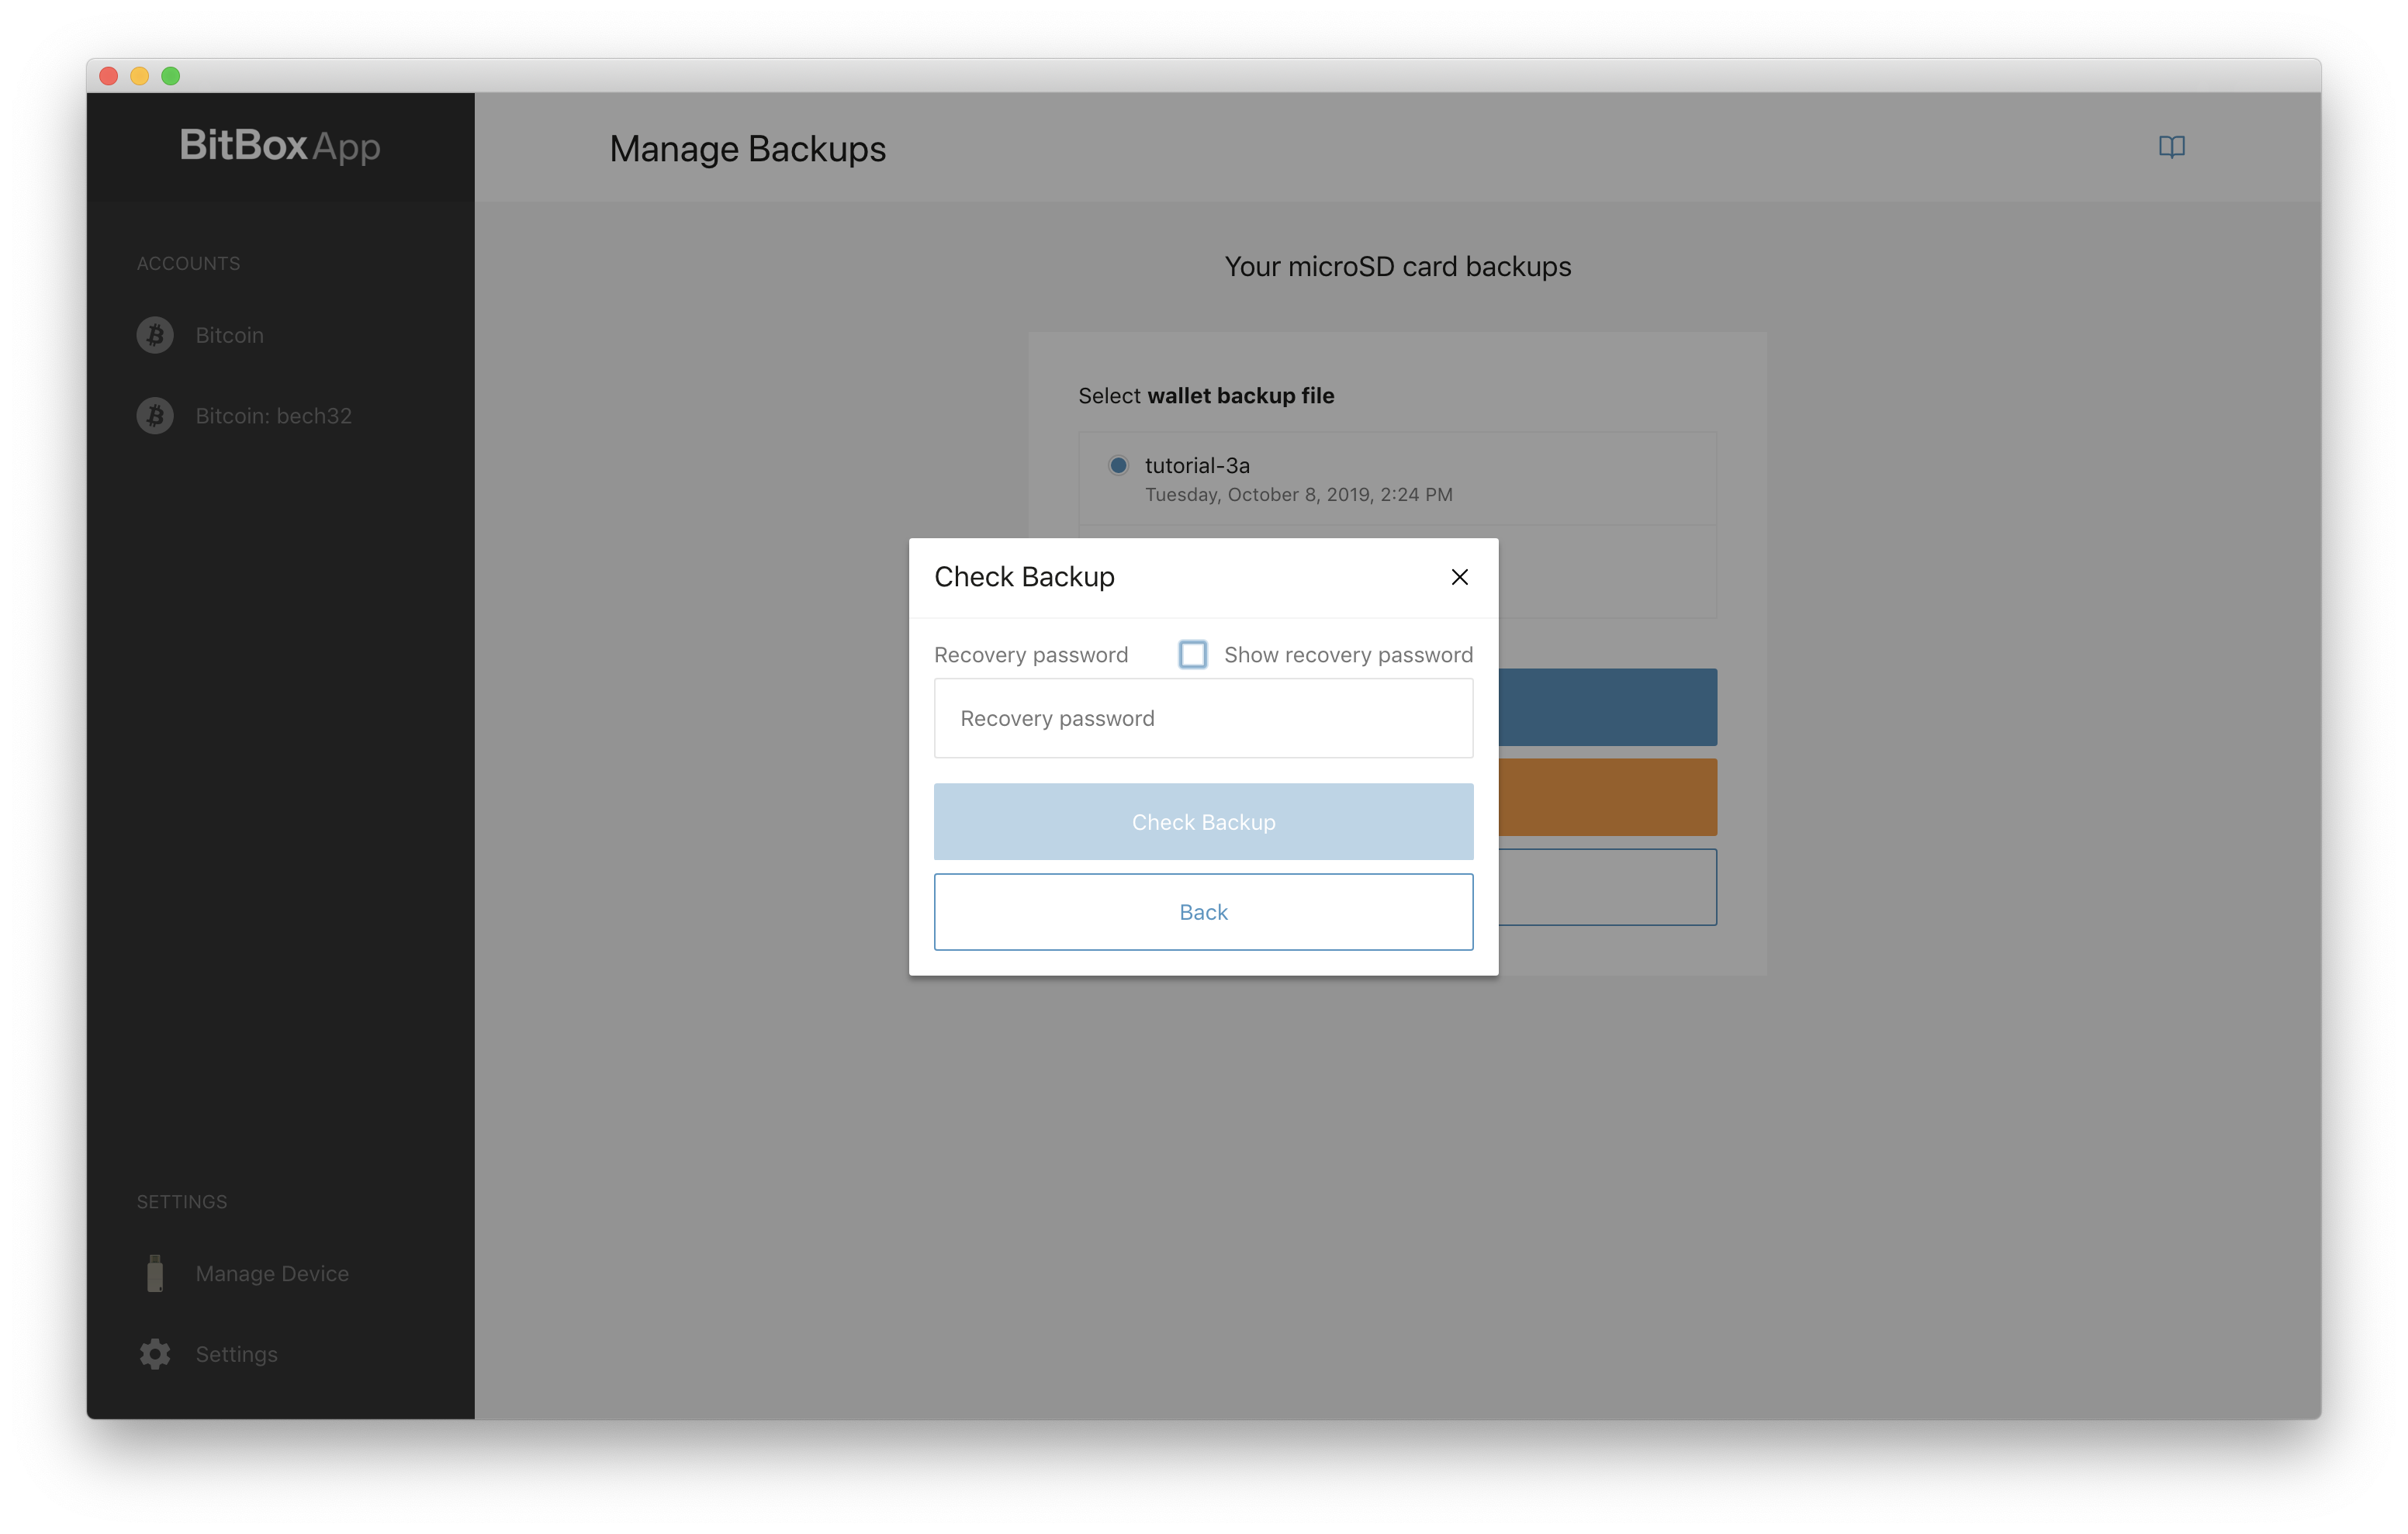 BitBox App
Manage Backups
ACCOUNTS
Bitcoin
Bitcoin: bech32
Your microSD card backups
Select wallet backup file
tutorial-3a
Tuesday, October 8, 2019, 2:24 PM
Check Backup
Recovery password
Show recovery password
Recovery password
Check Backup
Back
SETTINGS
Manage Device
Settings